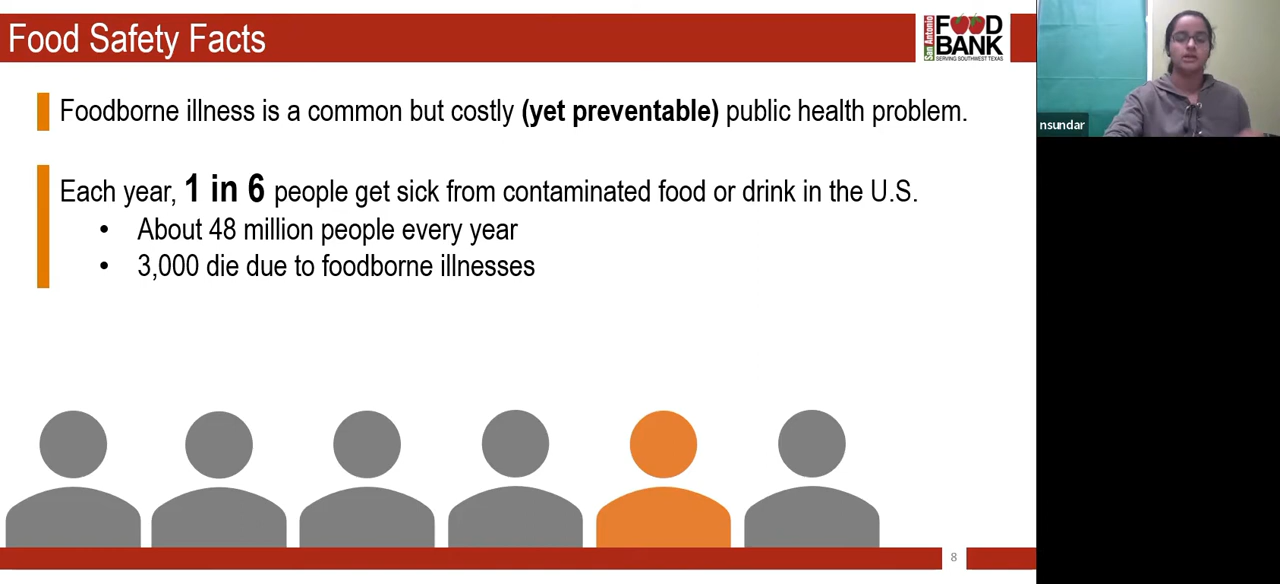 Food Safety Facts
San Antonio
FOOD
BANK
SERVING SOUTHWEST TEXAS
Foodborne illness is a common but costly (yet preventable) public health problem.
Each year, 1 in 6 people get sick from contaminated food or drink in the U.S.
• About 48 million people every year
• 3,000 die due to foodborne illnesses
8
nsundar